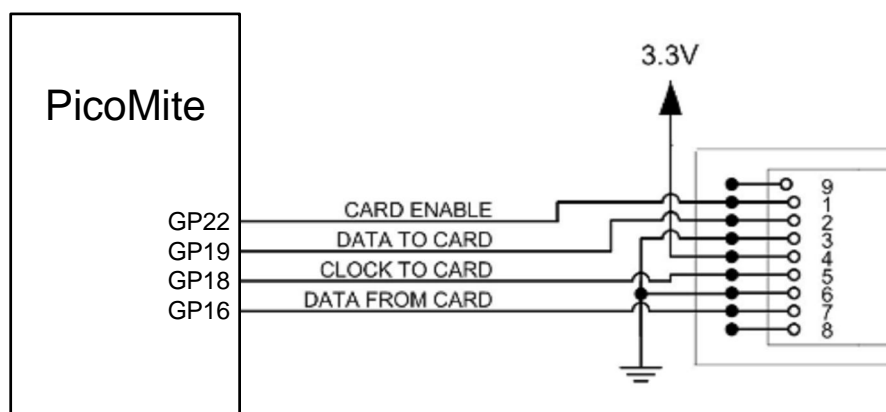 3.3V
PicoMite
GP22
CARD ENABLE
GP19
DATA TO CARD
GP18
CLOCK TO CARD
GP16
DATA FROM CARD
9
1
2
3
4
5
6
7
8